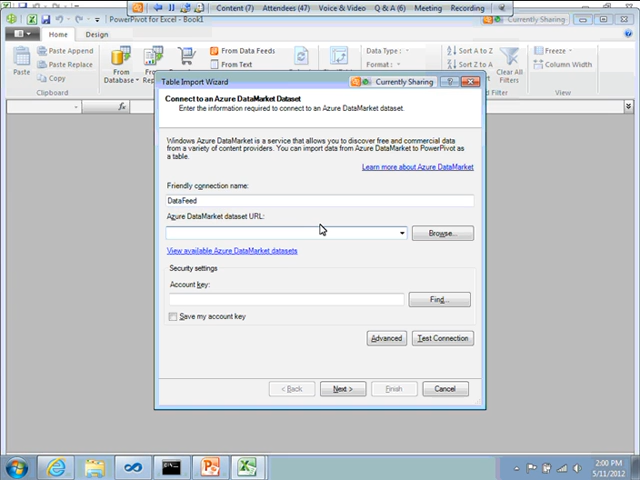 Content (7) Attendees (47) Voice & Video Q & A (6) Meeting Recording
PowerPivot for Excel - Book1
Currently Sharing
Home Design
Paste
Paste Append
Paste Replace
Copy
Clipboard
From Database
From Report
From Data Feeds
From Text
Data Type :
Format :
Sort A to Z
Sort Z to A
Clear All Filters
Freeze
Column Width
fx
Table Import Wizard
Currently Sharing
Connect to an Azure DataMarket Dataset
Enter the information required to connect to an Azure DataMarket dataset.
Windows Azure DataMarket is a service that allows you to discover free and commercial data
from a variety of content providers. You can import data from Azure DataMarket to PowerPivot as
a table.
Learn more about Azure DataMarket
Friendly connection name:
DataFeed
Azure DataMarket dataset URL:
Browse...
View available Azure DataMarket datasets
Security settings
Account key:
Find...
Save my account key
Advanced Test Connection
< Back Next > Finish Cancel
2:00 PM
5/11/2012